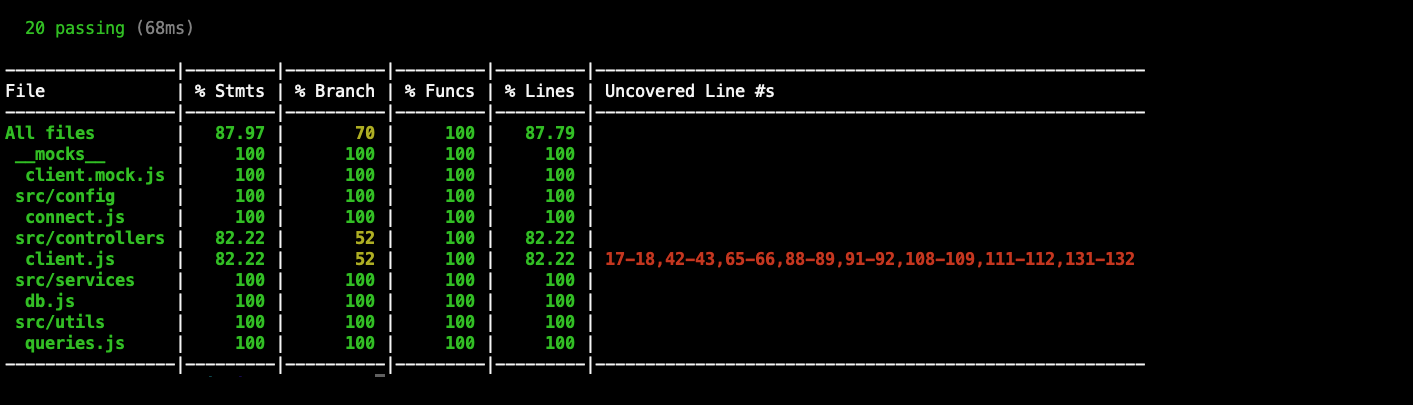 20 passing (68ms)
-----------------|---------|----------|---------|---------|-------------------------------------------------------
File             | % Stmts | % Branch | % Funcs | % Lines | Uncovered Line #s
-----------------|---------|----------|---------|---------|-------------------------------------------------------
All files        |   87.97 |       70 |     100 |   87.79 |
 __mocks__       |     100 |      100 |     100 |     100 |
  client.mock.js |     100 |      100 |     100 |     100 |
 src/config      |     100 |      100 |     100 |     100 |
  connect.js     |     100 |      100 |     100 |     100 |
 src/controllers |   82.22 |       52 |     100 |   82.22 |
  client.js      |   82.22 |       52 |     100 |   82.22 | 17-18,42-43,65-66,88-89,91-92,108-109,111-112,131-132
 src/services    |     100 |      100 |     100 |     100 |
  db.js          |     100 |      100 |     100 |     100 |
 src/utils       |     100 |      100 |     100 |     100 |
  queries.js     |     100 |      100 |     100 |     100 |
-----------------|---------|----------|---------|---------|-------------------------------------------------------